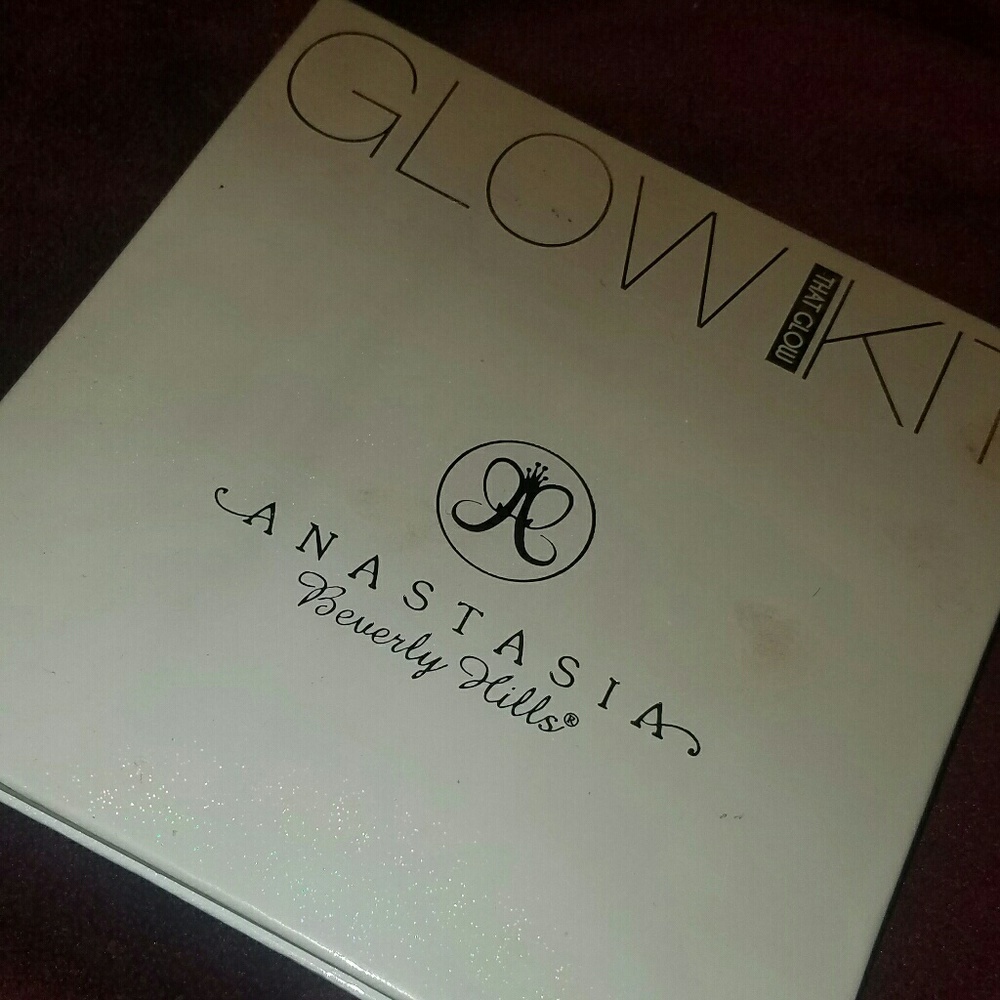 GLOW KIT
THAT GLOW
A
ANASTASIA
Beverly Hills®